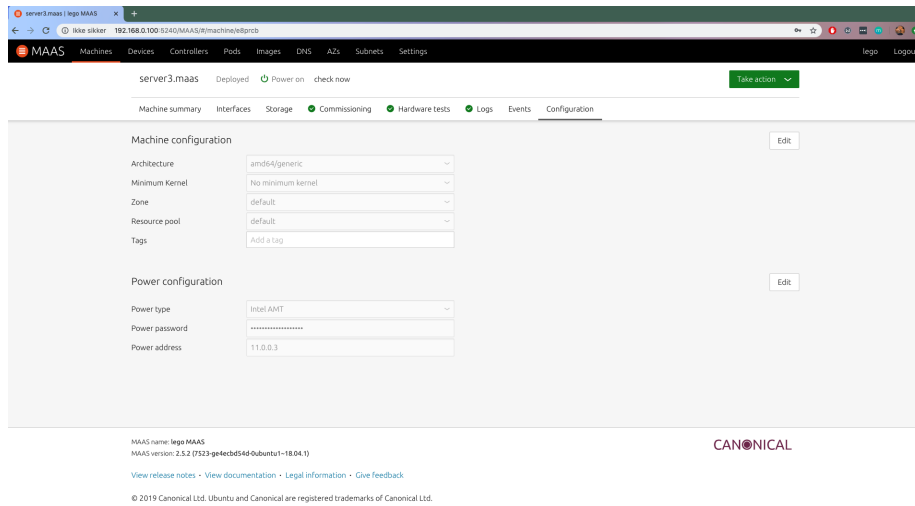 server3.maas | lego MAAS
Ikke sikker 192.168.0.100:5240/MAAS/#/machine/e8prcb
MAAS Machines Devices Controllers Pods Images DNS AZs Subnets Settings lego Logou
server3.maas Deployed Power on check now Take action
Machine summary Interfaces Storage Commissioning Hardware tests Logs Events Configuration
Machine configuration Edit
Architecture amd64/generic
Minimum Kernel No minimum kernel
Zone default
Resource pool default
Tags Add a tag
Power configuration Edit
Power type Intel AMT
Power password ••••••••••••••••••
Power address 11.0.0.3
MAAS name: lego MAAS
MAAS version: 2.5.2 (7523-ge4ecbd54d-0ubuntu1~18.04.1)
CANONICAL
View release notes • View documentation • Legal information • Give feedback
© 2019 Canonical Ltd. Ubuntu and Canonical are registered trademarks of Canonical Ltd.